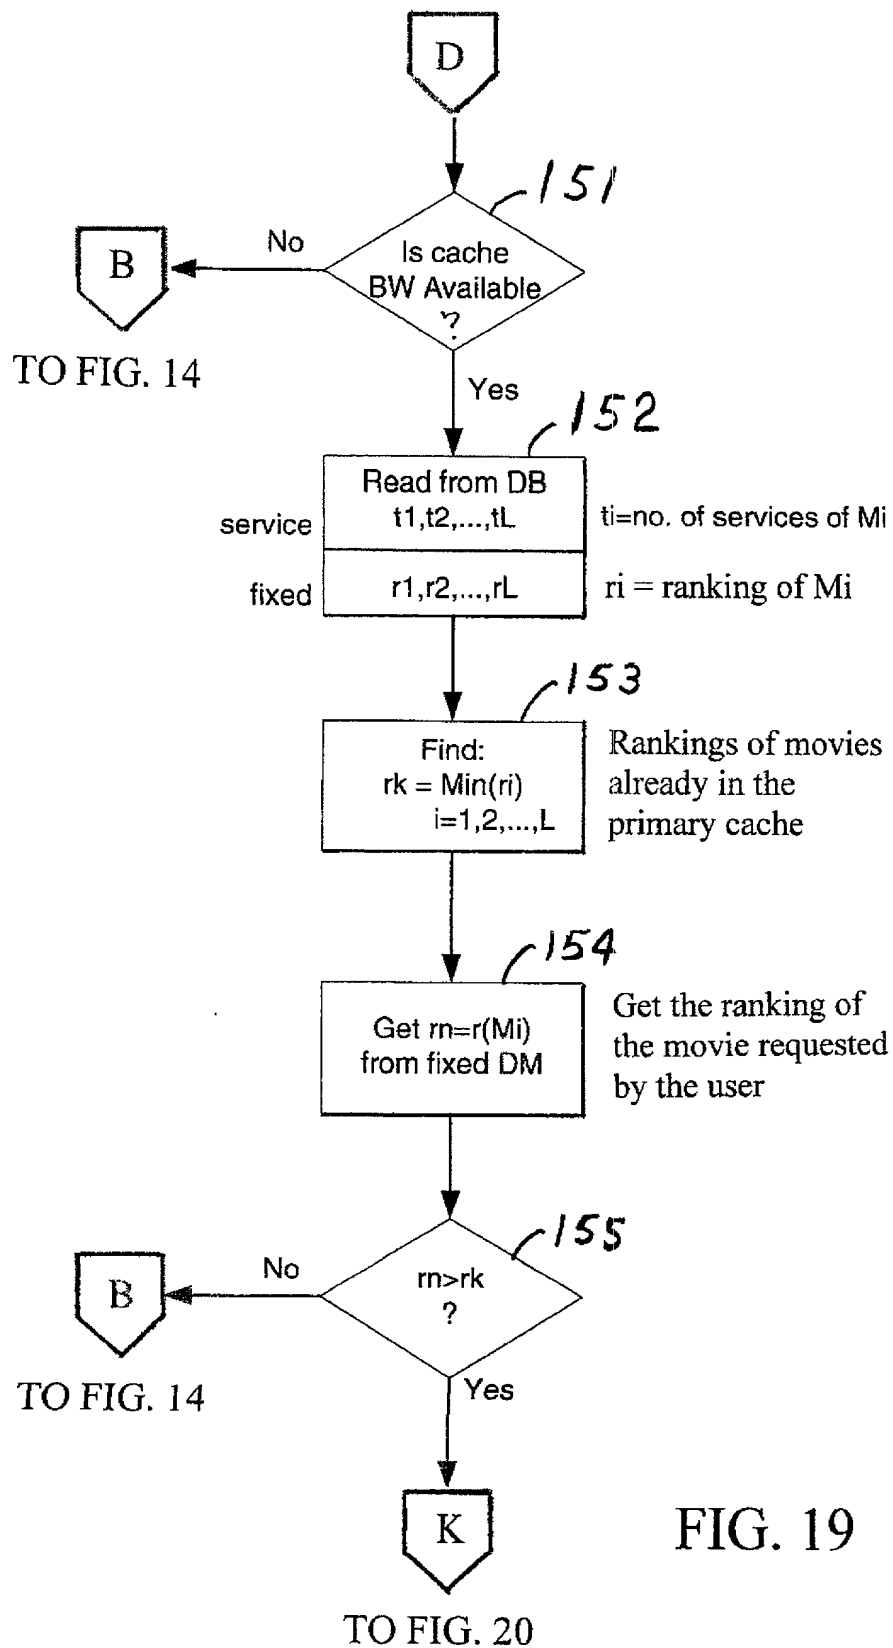 D
151
No
Is cache
BW Available
?
B
TO FIG. 14
Yes
152
Read from DB
service t1,t2,...,tL ti=no. of services of Mi
fixed r1,r2,...,rL ri = ranking of Mi
153
Find:
rk = Min(ri)
i=1,2,...,L
Rankings of movies
already in the
primary cache
154
Get rn=r(Mi)
from fixed DM
Get the ranking of
the movie requested
by the user
155
No
rn>rk
?
B
TO FIG. 14
Yes
K
FIG. 19
TO FIG. 20